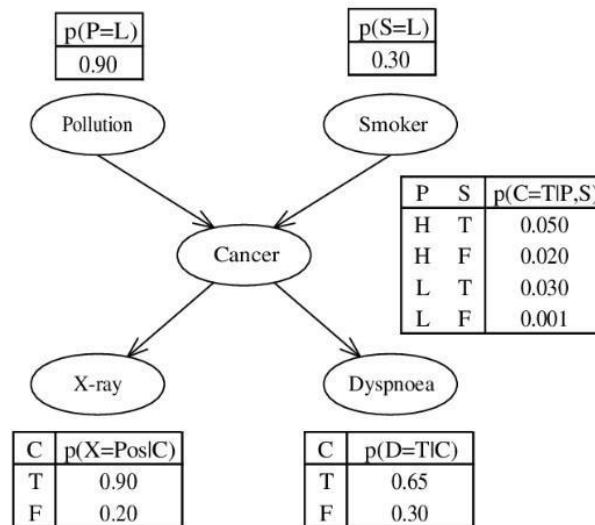 p(P=L)
0.90
p(S=L)
0.30
Pollution
Smoker
P S p(C=T|P,S)
H T 0.050
H F 0.020
L T 0.030
L F 0.001
Cancer
X-ray
Dyspnoea
C p(X=Pos|C)
T 0.90
F 0.20
C p(D=T|C)
T 0.65
F 0.30